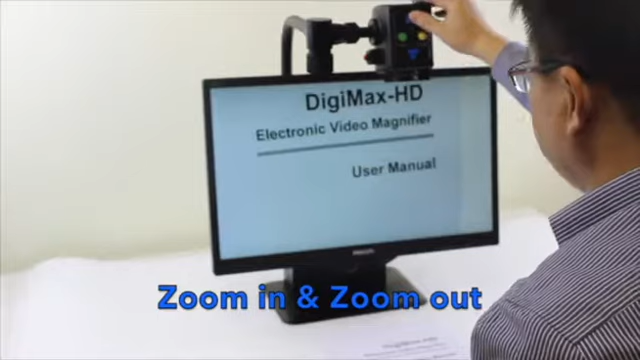 DigiMax-HD
Electronic Video Magnifier
User Manual
Zoom in & Zoom out